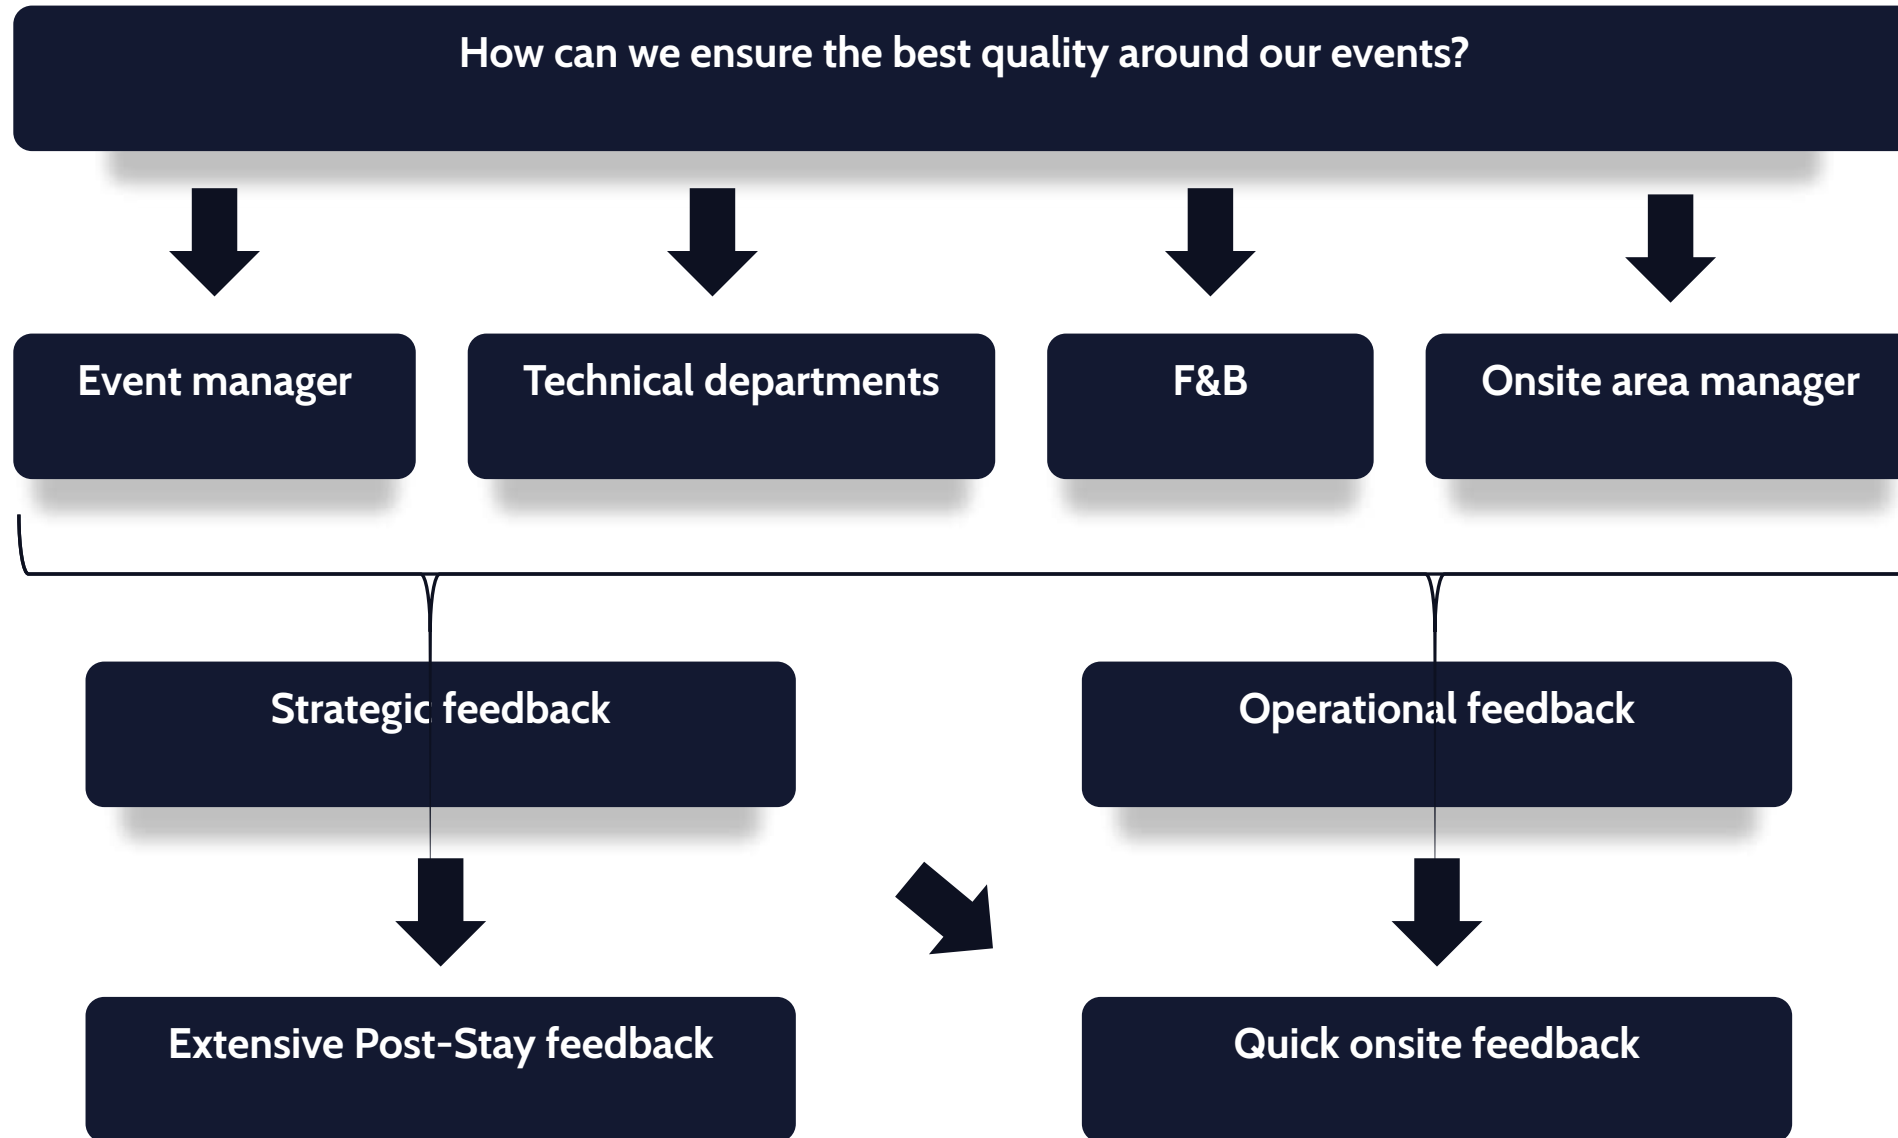 How can we ensure the best quality around our events?
Event manager
Technical departments
F&B
Onsite area manager
Strategic feedback
Operational feedback
Extensive Post-Stay feedback
Quick onsite feedback